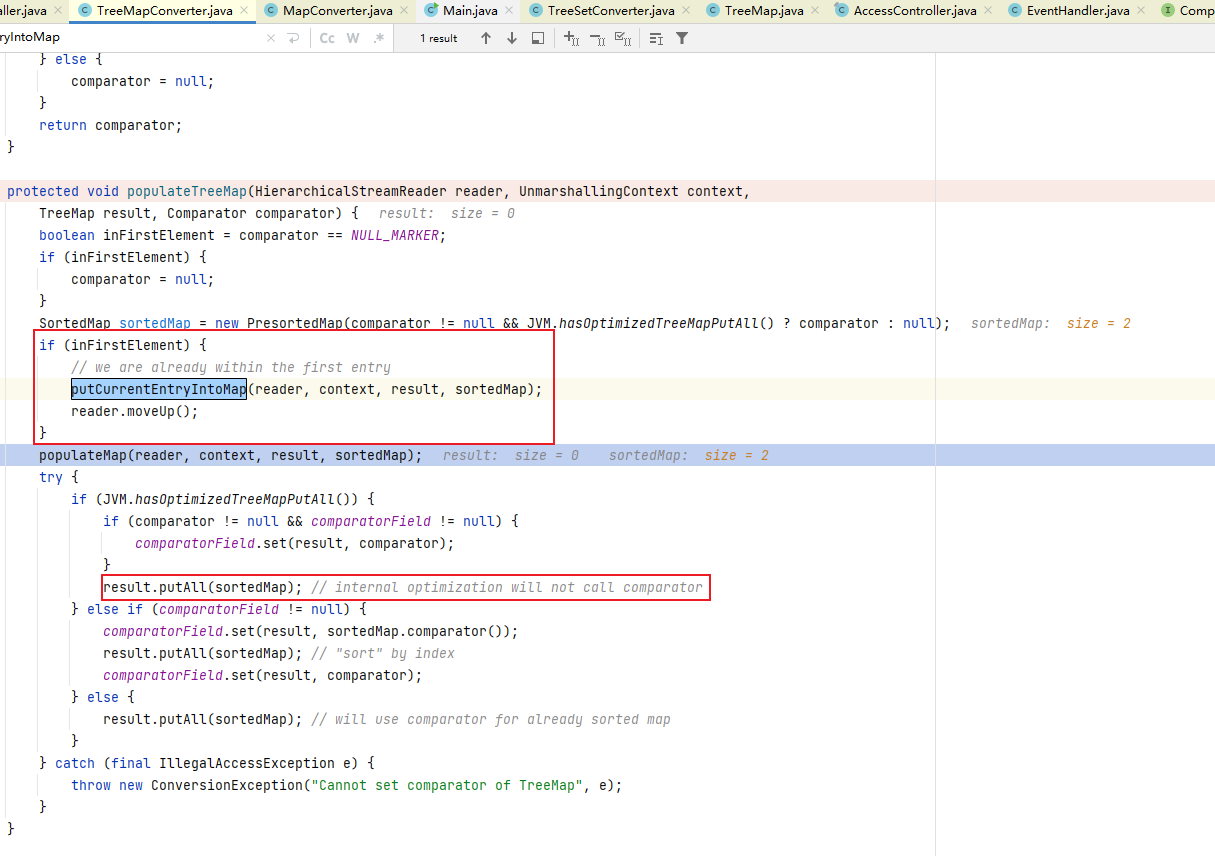 aller.java TreeMapConverter.java MapConverter.java Main.java TreeSetConverter.java TreeMap.java AccessController.java EventHandler.java Comp
ryIntoMap Cc W .* 1 result
} else {
comparator = null;
}
return comparator;
}
protected void populateTreeMap(HierarchicalStreamReader reader, UnmarshallingContext context,
TreeMap result, Comparator comparator) { result: size = 0
boolean inFirstElement = comparator == NULL_MARKER;
if (inFirstElement) {
comparator = null;
}
SortedMap sortedMap = new PresortedMap(comparator != null && JVM.hasOptimizedTreeMapPutAll() ? comparator : null); sortedMap: size = 2
if (inFirstElement) {
// we are already within the first entry
putCurrentEntryIntoMap(reader, context, result, sortedMap);
reader.moveUp();
}
populateMap(reader, context, result, sortedMap); result: size = 0 sortedMap: size = 2
try {
if (JVM.hasOptimizedTreeMapPutAll()) {
if (comparator != null && comparatorField != null) {
comparatorField.set(result, comparator);
}
result.putAll(sortedMap); // internal optimization will not call comparator
} else if (comparatorField != null) {
comparatorField.set(result, sortedMap.comparator());
result.putAll(sortedMap); // "sort" by index
comparatorField.set(result, comparator);
} else {
result.putAll(sortedMap); // will use comparator for already sorted map
}
} catch (final IllegalAccessException e) {
throw new ConversionException("Cannot set comparator of TreeMap", e);
}
}